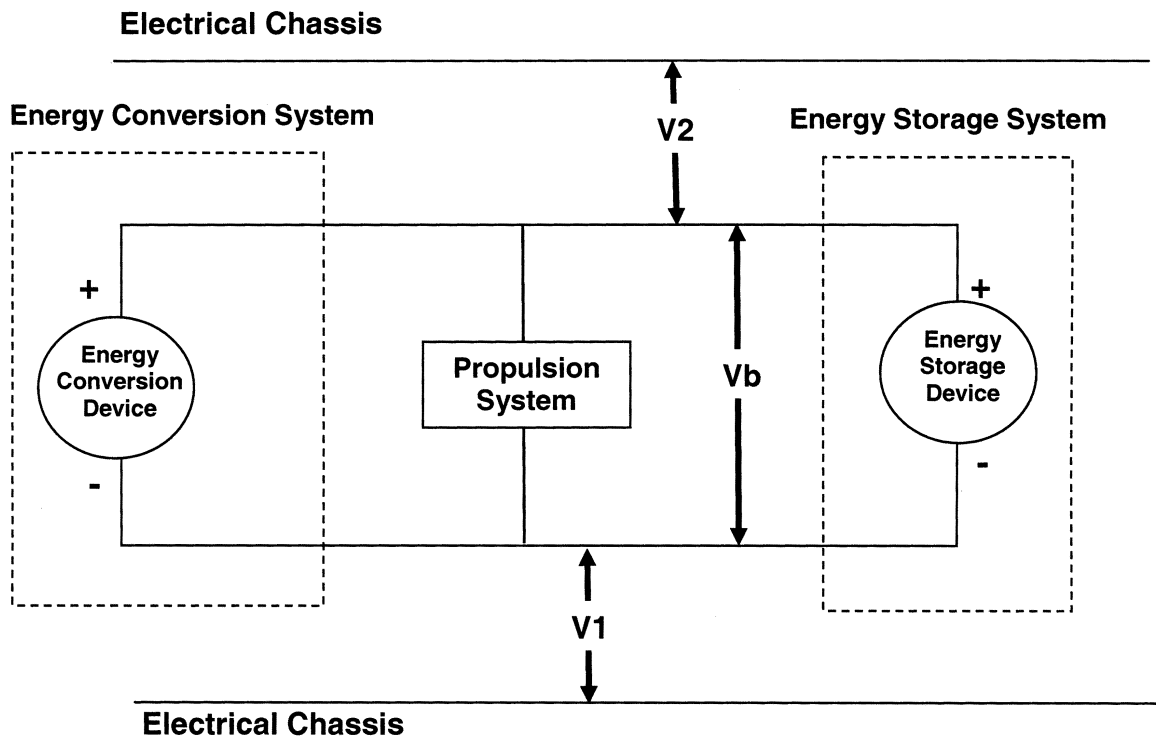 Electrical Chassis
Energy Conversion System
V2
Energy Storage System
+
+
Energy
Conversion
Device
Propulsion
System
Vb
Energy
Storage
Device
-
-
V1
Electrical Chassis